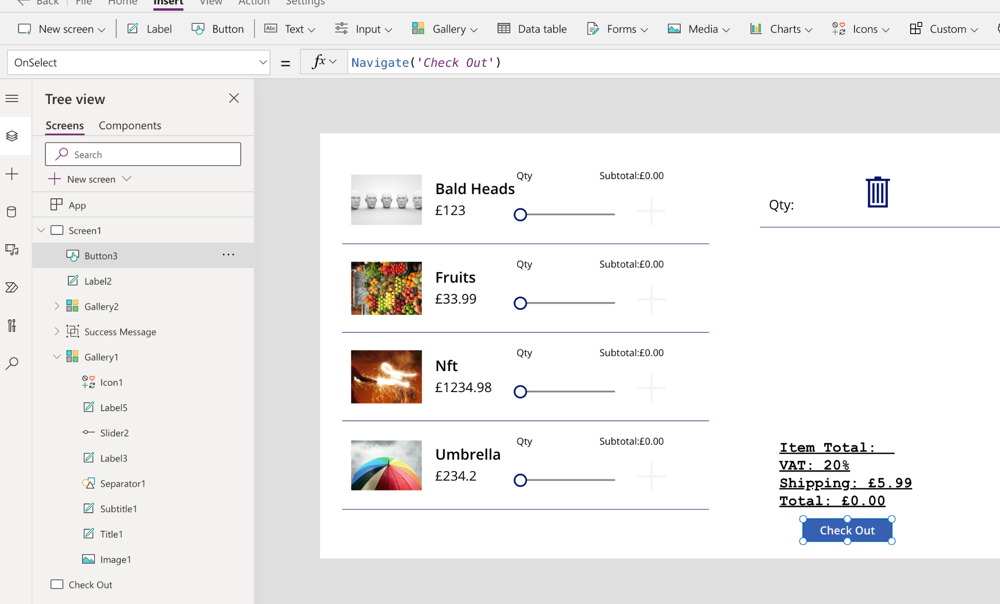 Back File Home Insert View Action Settings
New screen Label Button Abc Text Input Gallery Data table Forms Media Charts Icons Custom
OnSelect = fx Navigate('Check Out')
Tree view
Screens Components
Search
New screen
App
Screen1
Button3 ...
Label2
Gallery2
Success Message
Gallery1
Icon1
Label5
Slider2
Label3
Separator1
Subtitle1
Title1
Image1
Check Out
Bald Heads
£123
Qty
Subtotal:£0.00
Fruits
£33.99
Qty
Subtotal:£0.00
Nft
£1234.98
Qty
Subtotal:£0.00
Umbrella
£234.2
Qty
Subtotal:£0.00
Qty:
Item Total:
VAT: 20%
Shipping: £5.99
Total: £0.00
Check Out